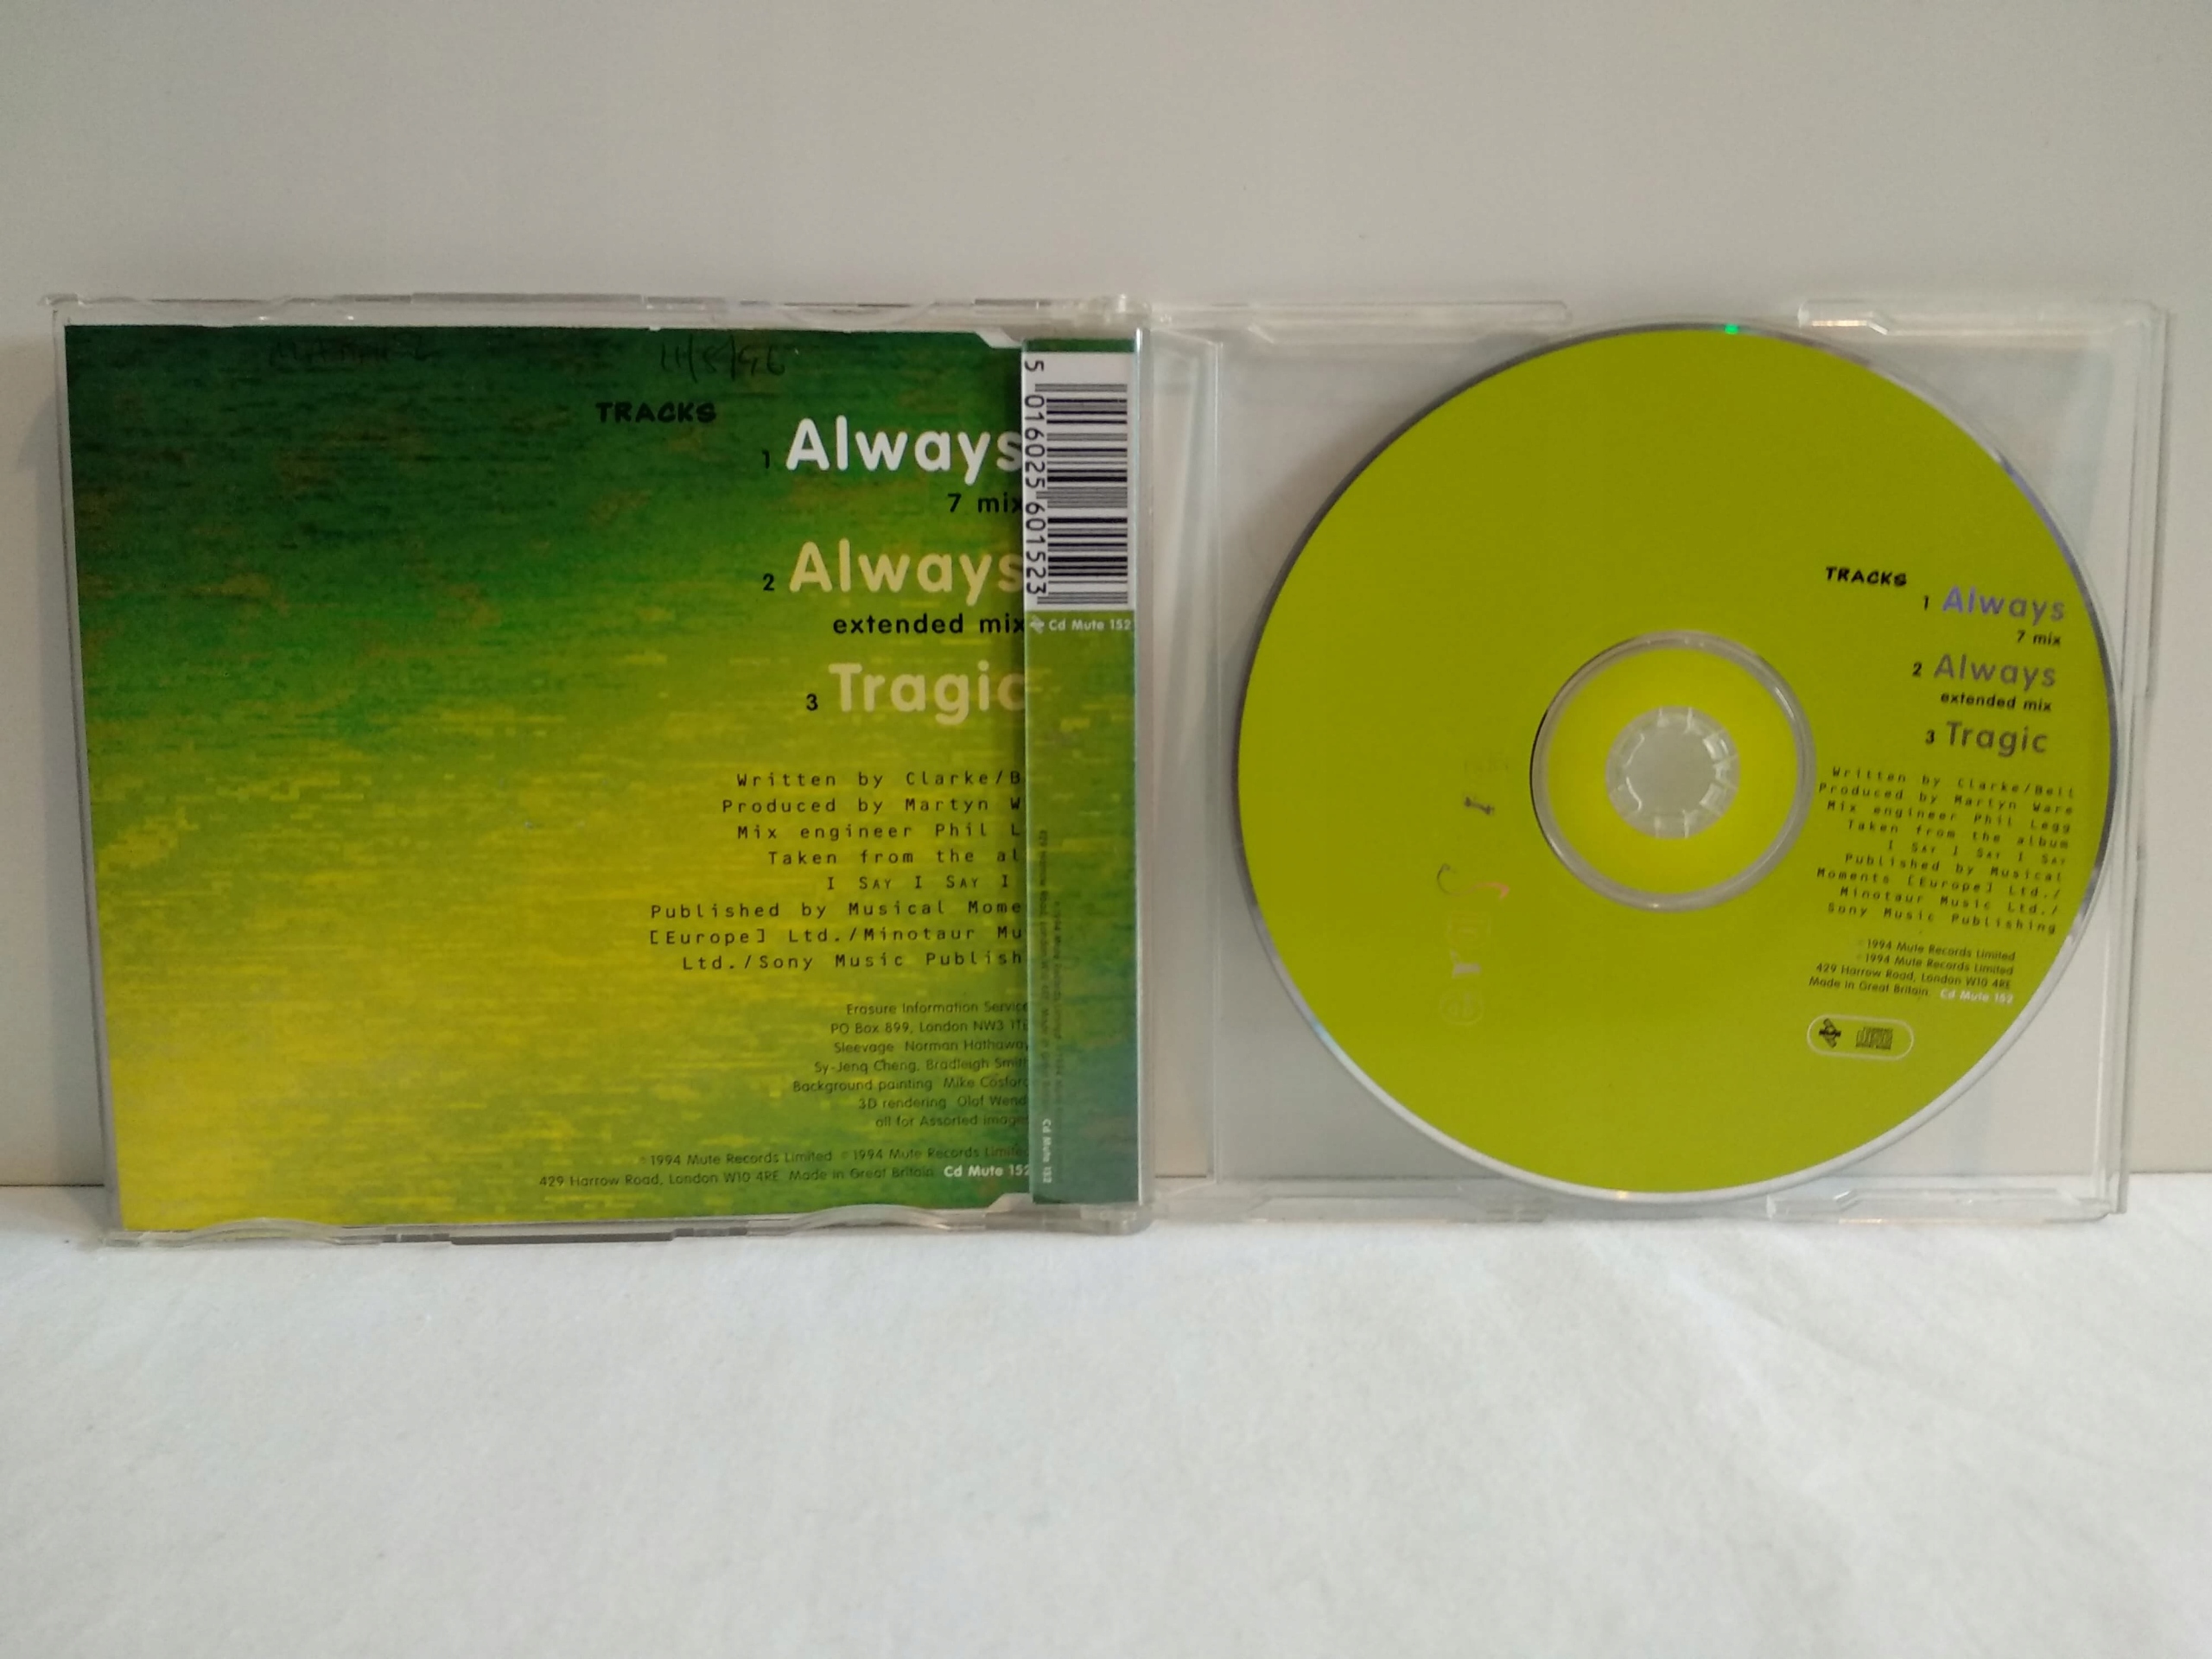 11/8/96
TRACKS
1 Always
7 mix
2 Always
extended mix
3 Tragic
Written by Clarke/B
Produced by Martyn W
Mix engineer Phil L
Taken from the al
I SAY I SAY I
Published by Musical Mome
[Europe] Ltd./Minotaur Mu
Ltd./Sony Music Publish
Erasure Information Service
PO Box 899, London NW3 1TE
Sleevage Norman Hathaway
Sy-Jenq Cheng, Bradleigh Smith
Background painting Mike Cosford
3D rendering Olof Wend
all for Assorted images
1994 Mute Records Limited 1994 Mute Records Limited
429 Harrow Road, London W10 4RE Made in Great Britain Cd Mute 152
5 016025 601523
Cd Mute 152
Cd Mute 152
erasure
TRACKS
1 Always
7 mix
2 Always
extended mix
3 Tragic
Written by Clarke/Bell
Produced by Martyn Ware
Mix engineer Phil Legg
Taken from the album
I SAY I SAY I SAY
Published by Musical
Moments [Europe] Ltd./
Minotaur Music Ltd./
Sony Music Publishing
1994 Mute Records Limited
1994 Mute Records Limited
429 Harrow Road, London W10 4RE
Made in Great Britain Cd Mute 152